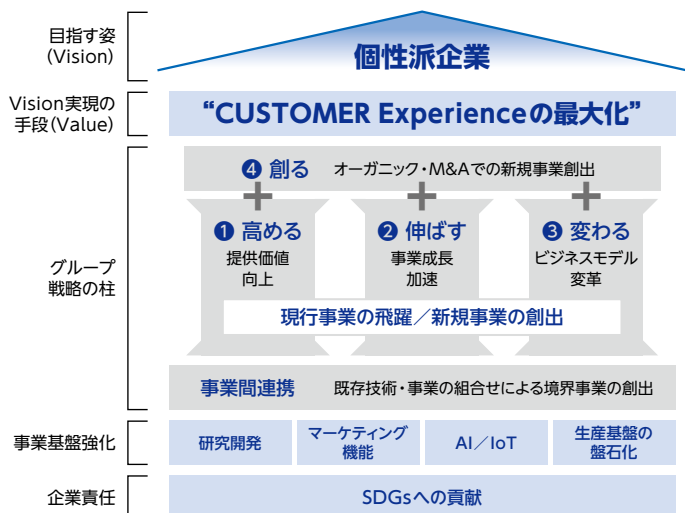 目指す姿
(Vision)
個性派企業
Vision実現の
手段(Value)
“CUSTOMER Experienceの最大化”
グループ
戦略の柱
❹ 創る オーガニック・M&Aでの新規事業創出
❶ 高める
提供価値
向上
❷ 伸ばす
事業成長
加速
❸ 変わる
ビジネスモデル
変革
現行事業の飛躍／新規事業の創出
事業間連携 既存技術・事業の組合せによる境界事業の創出
事業基盤強化
研究開発
マーケティング
機能
AI／IoT
生産基盤の
盤石化
企業責任
SDGsへの貢献